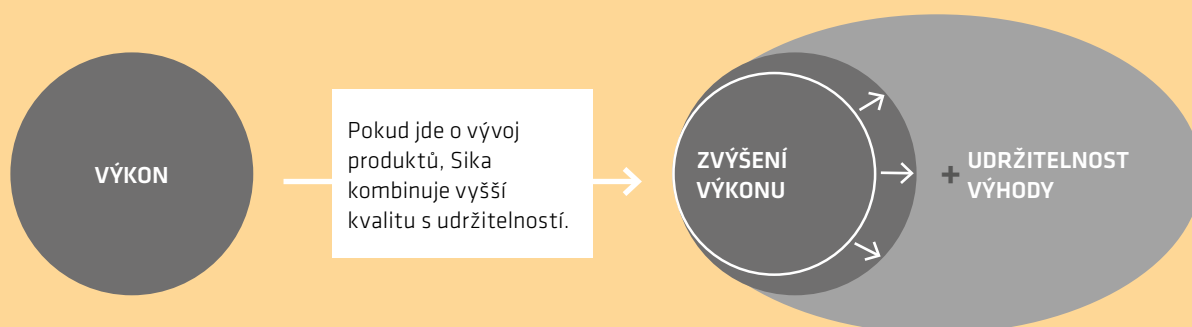 VÝKON
Pokud jde o vývoj
produktů, Sika
kombinuje vyšší
kvalitu s udržitelností.
ZVÝŠENÍ
VÝKONU
+ UDRŽITELNOST
VÝHODY